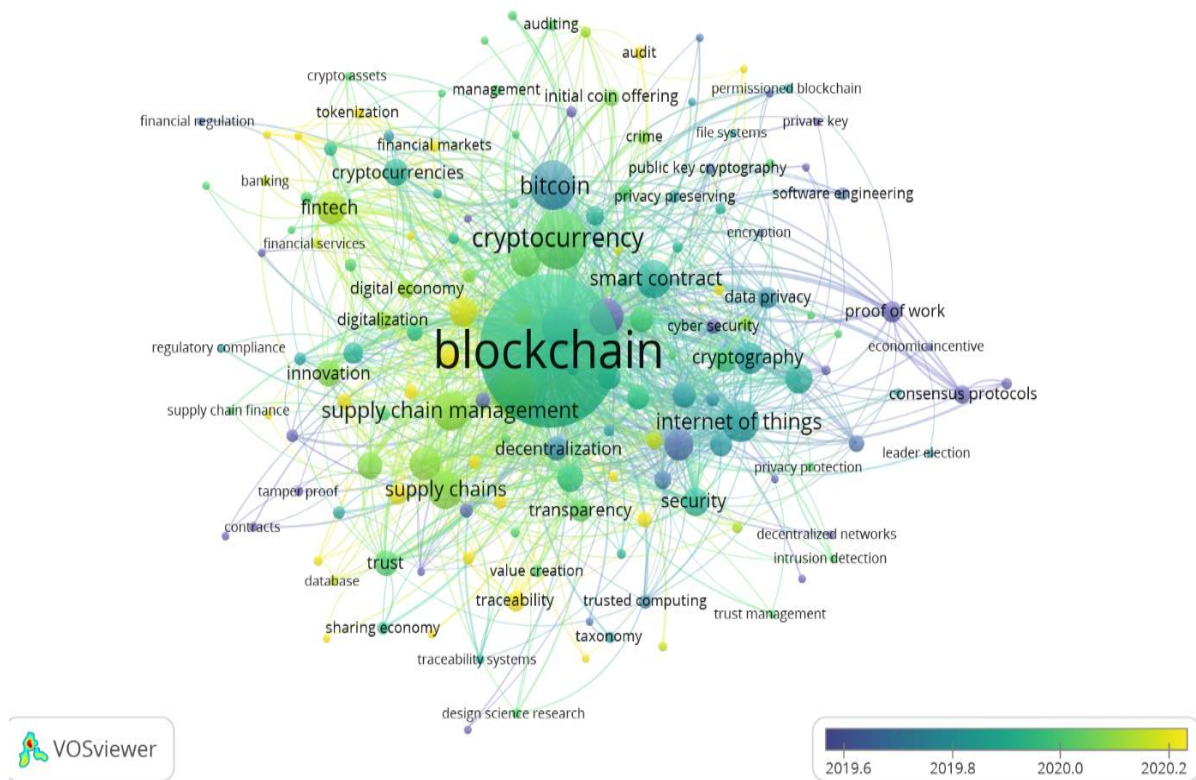 auditing
audit
crypto assets
management
initial coin offering
permissioned blockchain
financial regulation
tokenization
private key
financial markets
crime
file systems
cryptocurrencies
public key cryptography
banking
bitcoin
privacy preserving
software engineering
fintech
encryption
financial services
cryptocurrency
smart contract
digital economy
data privacy
digitalization
proof of work
cyber security
regulatory compliance
blockchain
cryptography
economic incentive
innovation
consensus protocols
supply chain finance
supply chain management
internet of things
decentralization
leader election
privacy protection
tamper proof
supply chains
security
transparency
contracts
decentralized networks
intrusion detection
trust
value creation
database
traceability
trusted computing
trust management
sharing economy
taxonomy
traceability systems
design science research
VOSviewer
2019.6 2019.8 2020.0 2020.2